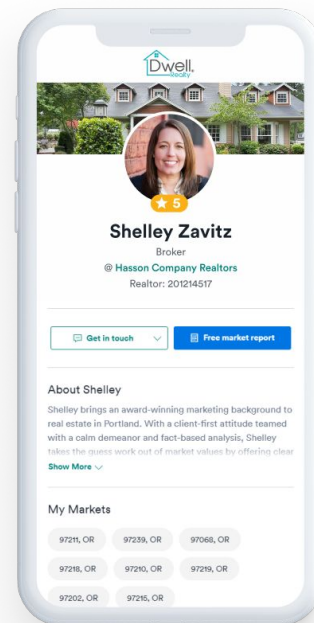 Dwell.
Realty
5
Shelley Zavitz
Broker
@ Hasson Company Realtors
Realtor: 201214517
Get in touch
Free market report
About Shelley
Shelley brings an award-winning marketing background to
real estate in Portland. With a client-first attitude teamed
with a calm demeanor and fact-based analysis, Shelley
takes the guess work out of market values by offering clear
Show More
My Markets
97211, OR 97239, OR 97068, OR
97218, OR 97210, OR 97219, OR
97202, OR 97215, OR